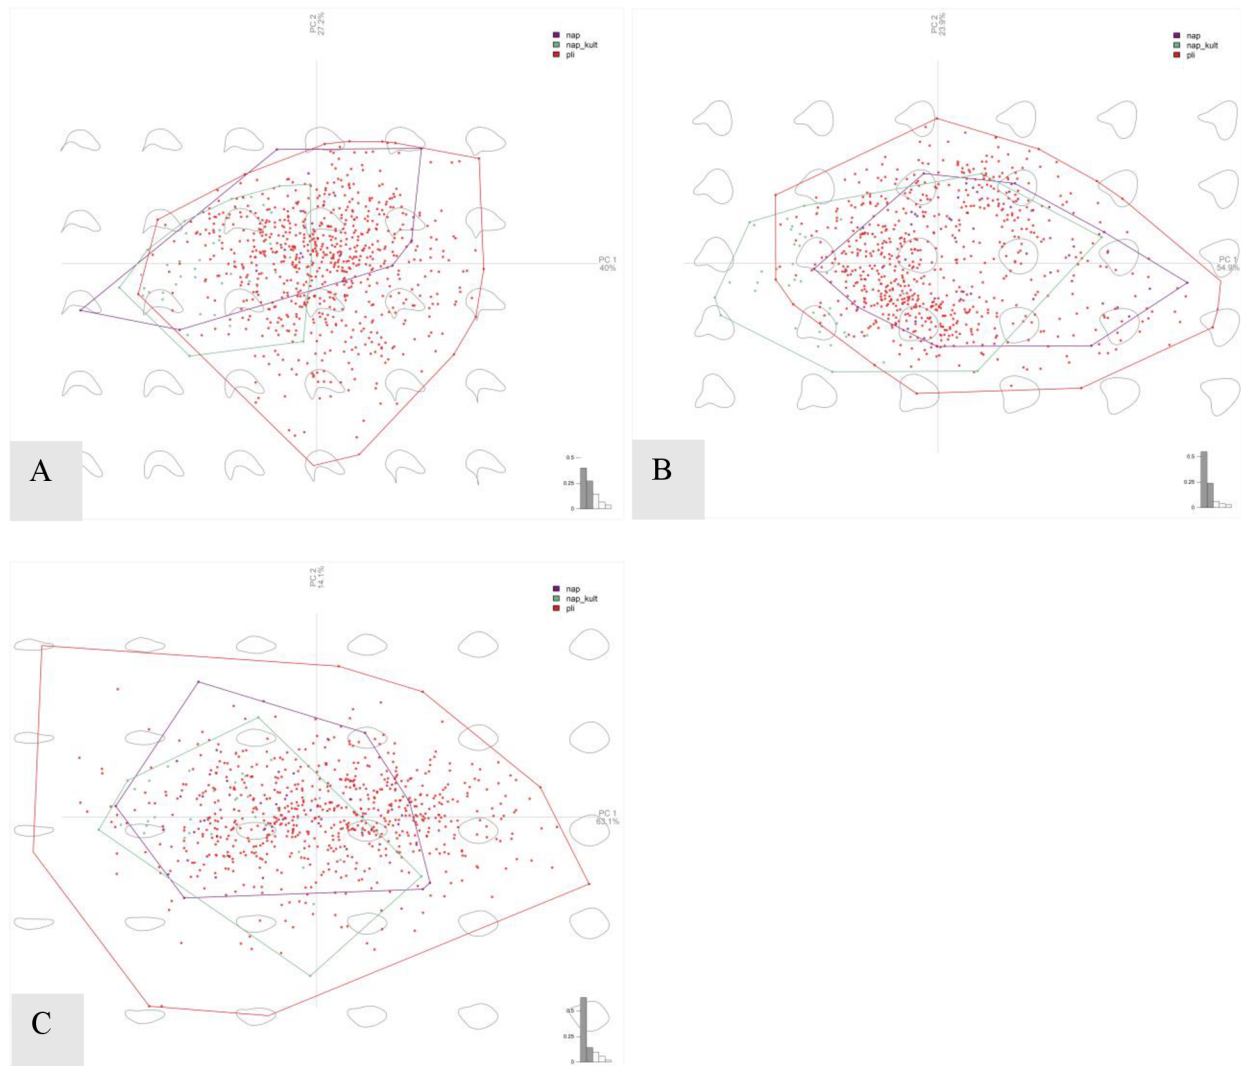 PC 2
27.2%
nap
nap_kult
pli
PC 1
40%
0.5
0.25
0
A
PC 2
23.9%
nap
nap_kult
pli
PC 1
54.9%
0.5
0.25
0
B
PC 2
14.1%
nap
nap_kult
pli
PC 1
63.1%
0.5
0.25
0
C